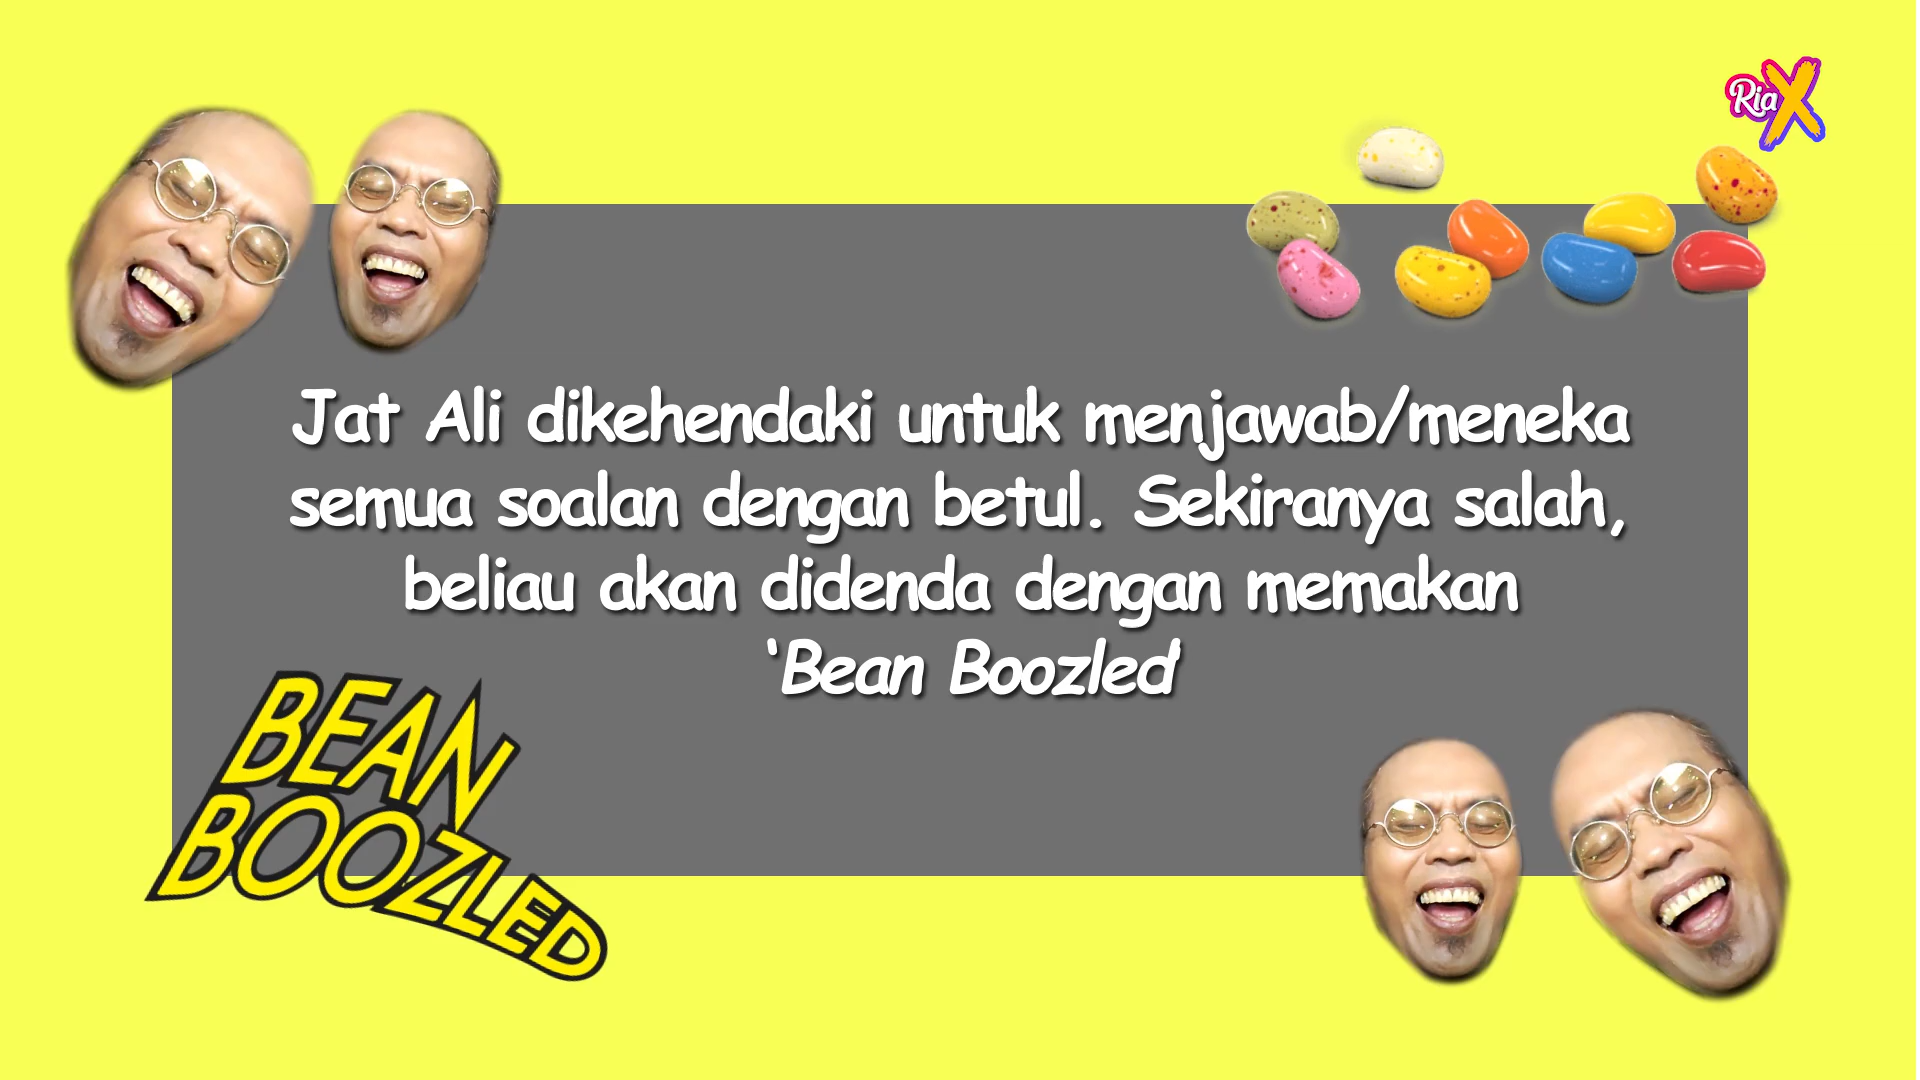 RiaX
Jat Ali dikehendaki untuk menjawab/meneka
semua soalan dengan betul. Sekiranya salah,
beliau akan didenda dengan memakan
‘Bean Boozled’
BEAN
BOOZLED